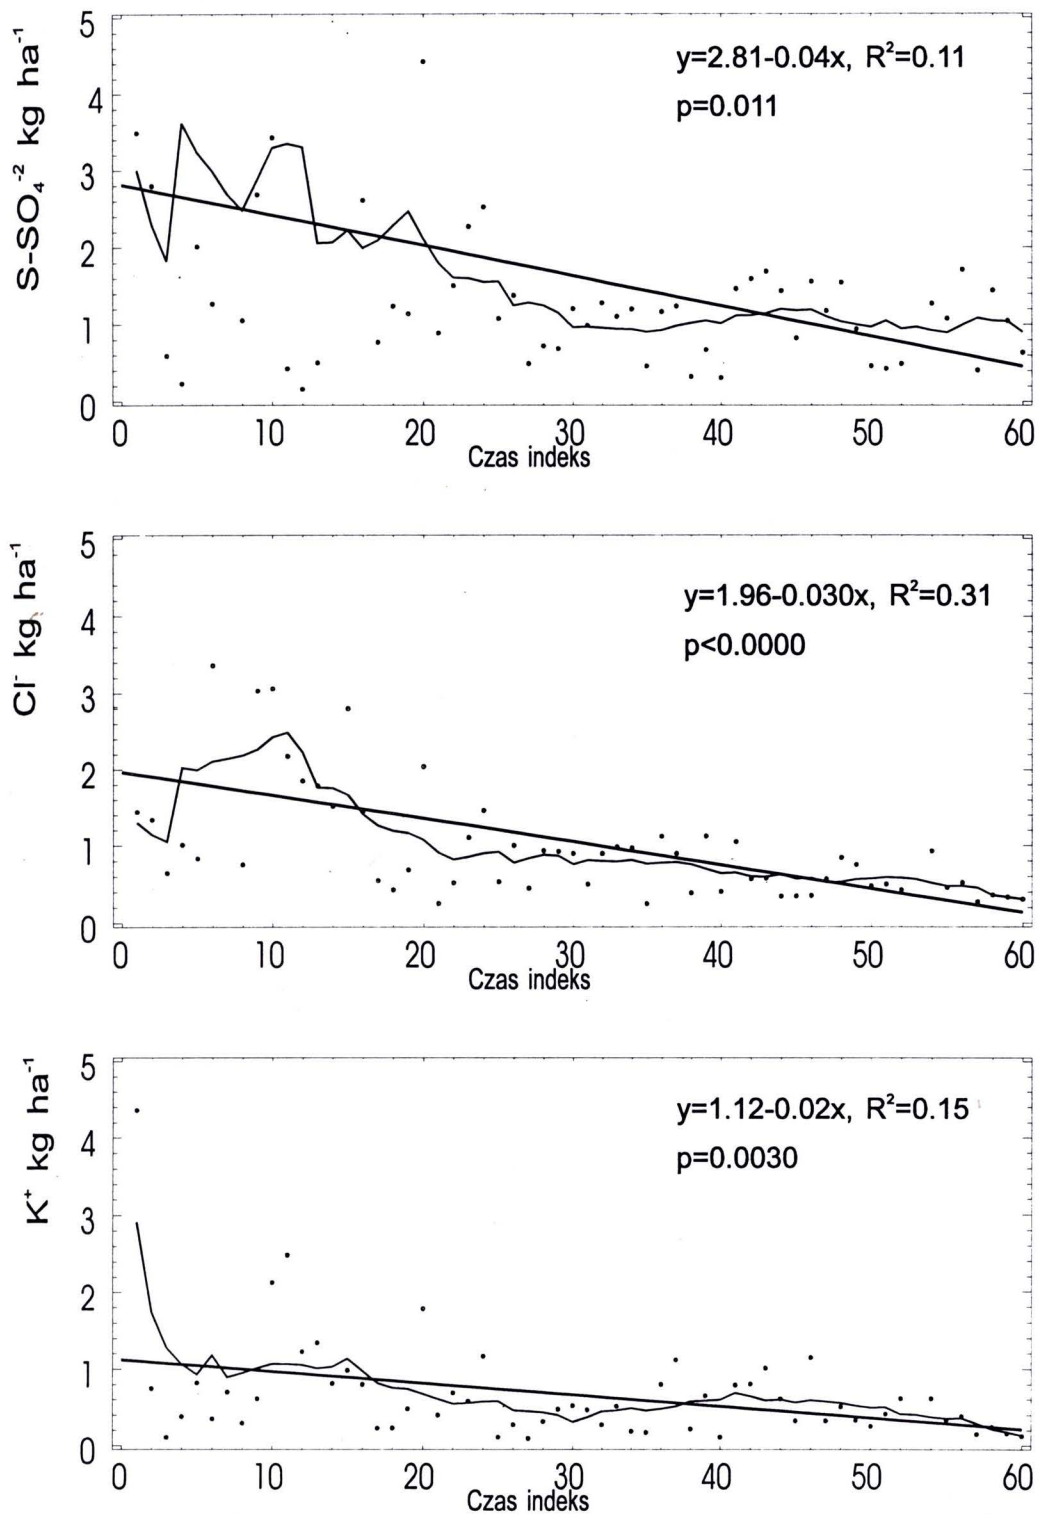 S-SO₄⁻² kg ha⁻¹
5
4
3
2
1
0
y=2.81-0.04x, R²=0.11
p=0.011
0 10 20 30 40 50 60
Czas indeks
Cl⁻ kg ha⁻¹
5
4
3
2
1
0
y=1.96-0.030x, R²=0.31
p<0.0000
0 10 20 30 40 50 60
Czas indeks
K⁺ kg ha⁻¹
5
4
3
2
1
0
y=1.12-0.02x, R²=0.15
p=0.0030
0 10 20 30 40 50 60
Czas indeks